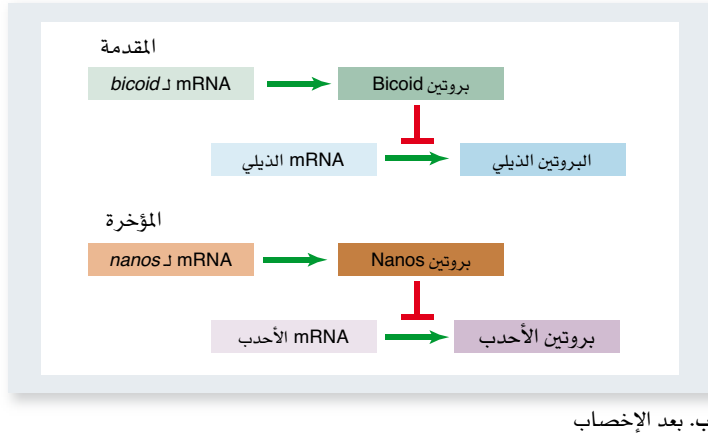 المقدمة
mRNA لـ bicoid
بروتين Bicoid
mRNA الذيلي
البروتين الذيلي
المؤخرة
mRNA لـ nanos
بروتين Nanos
mRNA الأحدب
بروتين الأحدب
ب. بعد الإخصاب